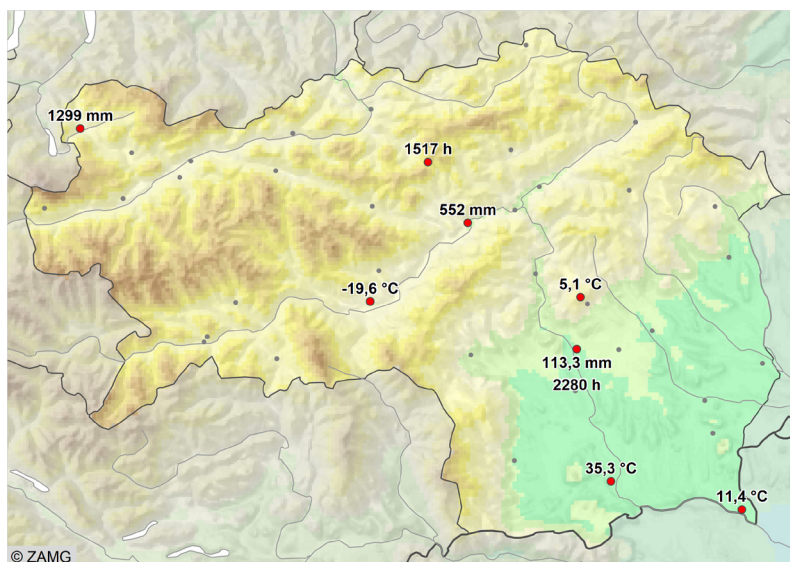 1299 mm
1517 h
552 mm
-19,6 °C
5,1 °C
113,3 mm
2280 h
35,3 °C
11,4 °C
© ZAMG